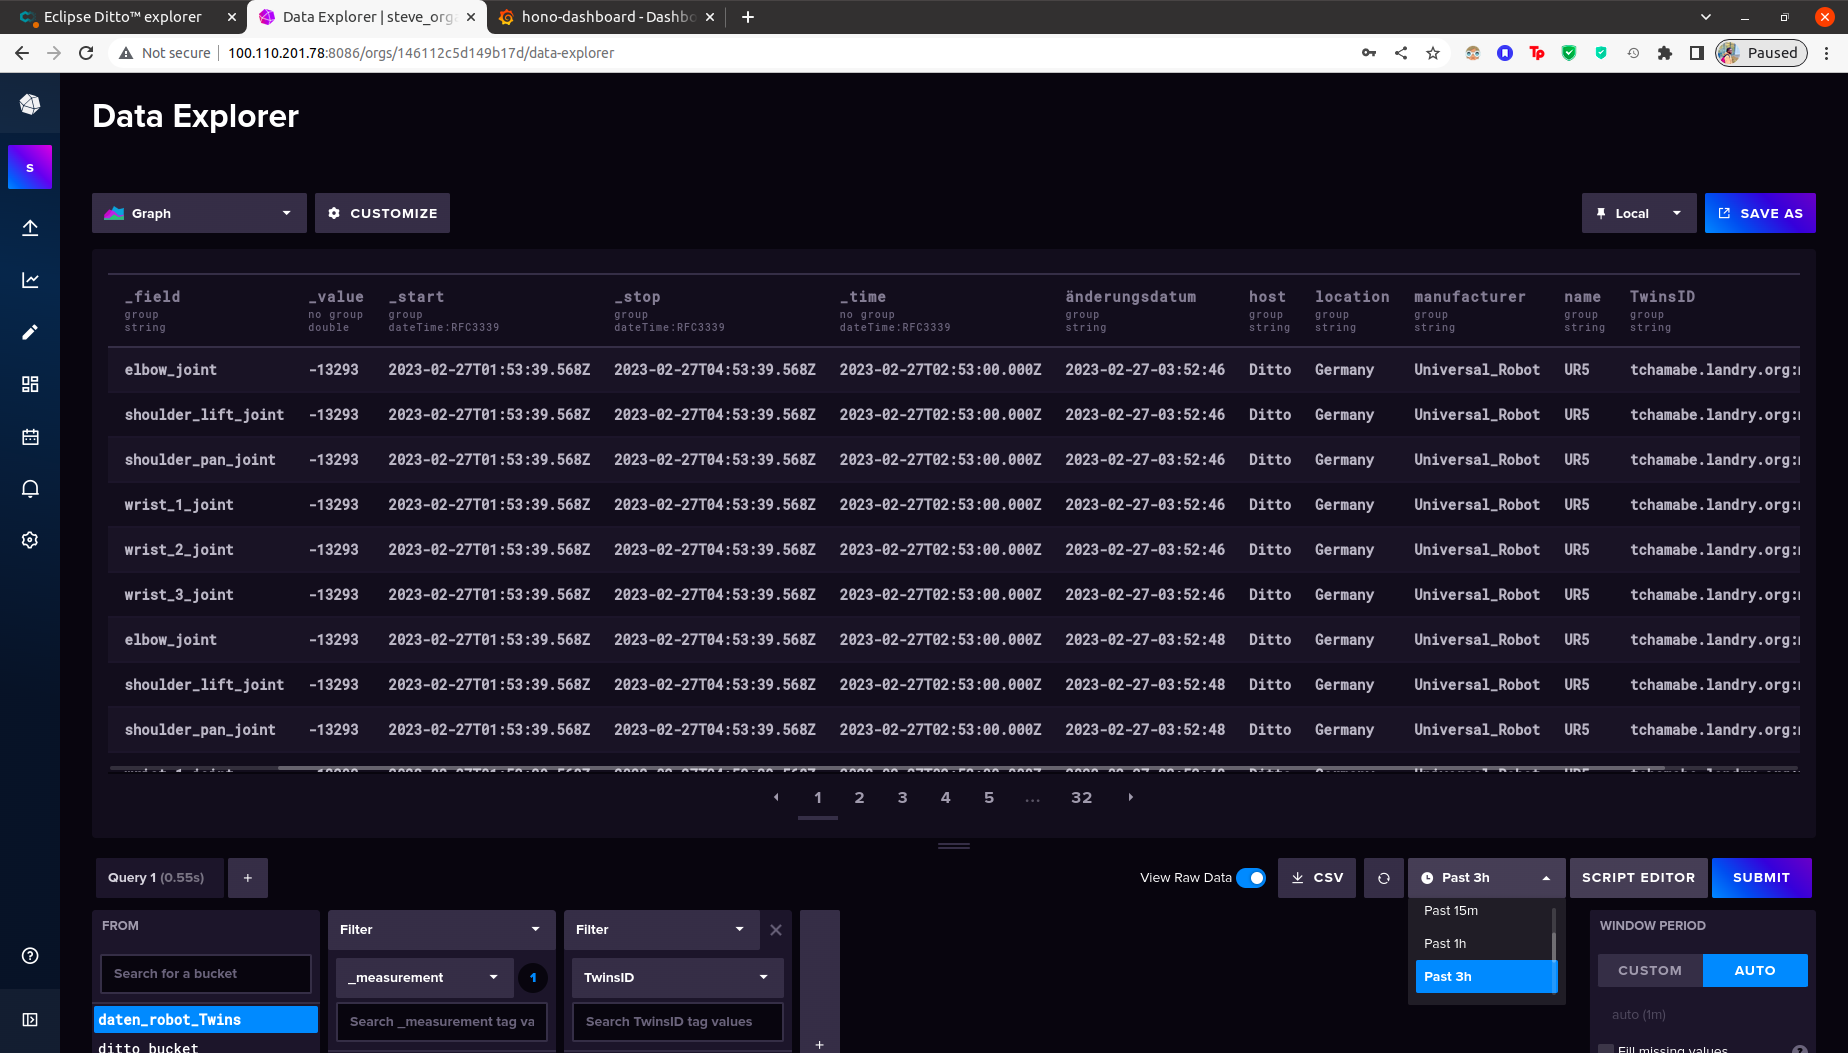 Eclipse Ditto™ explorer
Data Explorer | steve_orga
hono-dashboard - Dashbo
Not secure
100.110.201.78:8086/orgs/146112c5d149b17d/data-explorer
Tp
Paused
Data Explorer
s
Graph
CUSTOMIZE
Local
SAVE AS
_field _value _start _stop _time änderungsdatum host location manufacturer name TwinsID
group no group group group no group group group group group group group
string double dateTime:RFC3339 dateTime:RFC3339 dateTime:RFC3339 string string string string string string
elbow_joint -13293 2023-02-27T01:53:39.568Z 2023-02-27T04:53:39.568Z 2023-02-27T02:53:00.000Z 2023-02-27-03:52:46 Ditto Germany Universal_Robot UR5 tchamabe.landry.org:
shoulder_lift_joint -13293 2023-02-27T01:53:39.568Z 2023-02-27T04:53:39.568Z 2023-02-27T02:53:00.000Z 2023-02-27-03:52:46 Ditto Germany Universal_Robot UR5 tchamabe.landry.org:
shoulder_pan_joint -13293 2023-02-27T01:53:39.568Z 2023-02-27T04:53:39.568Z 2023-02-27T02:53:00.000Z 2023-02-27-03:52:46 Ditto Germany Universal_Robot UR5 tchamabe.landry.org:
wrist_1_joint -13293 2023-02-27T01:53:39.568Z 2023-02-27T04:53:39.568Z 2023-02-27T02:53:00.000Z 2023-02-27-03:52:46 Ditto Germany Universal_Robot UR5 tchamabe.landry.org:
wrist_2_joint -13293 2023-02-27T01:53:39.568Z 2023-02-27T04:53:39.568Z 2023-02-27T02:53:00.000Z 2023-02-27-03:52:46 Ditto Germany Universal_Robot UR5 tchamabe.landry.org:
wrist_3_joint -13293 2023-02-27T01:53:39.568Z 2023-02-27T04:53:39.568Z 2023-02-27T02:53:00.000Z 2023-02-27-03:52:46 Ditto Germany Universal_Robot UR5 tchamabe.landry.org:
elbow_joint -13293 2023-02-27T01:53:39.568Z 2023-02-27T04:53:39.568Z 2023-02-27T02:53:00.000Z 2023-02-27-03:52:48 Ditto Germany Universal_Robot UR5 tchamabe.landry.org:
shoulder_lift_joint -13293 2023-02-27T01:53:39.568Z 2023-02-27T04:53:39.568Z 2023-02-27T02:53:00.000Z 2023-02-27-03:52:48 Ditto Germany Universal_Robot UR5 tchamabe.landry.org:
shoulder_pan_joint -13293 2023-02-27T01:53:39.568Z 2023-02-27T04:53:39.568Z 2023-02-27T02:53:00.000Z 2023-02-27-03:52:48 Ditto Germany Universal_Robot UR5 tchamabe.landry.org:
1 2 3 4 5 ... 32
Query 1 (0.55s)
+
View Raw Data
CSV
Past 3h
SCRIPT EDITOR
SUBMIT
Past 15m
Past 1h
Past 3h
FROM
Search for a bucket
daten_robot_Twins
ditto_bucket
Filter
_measurement
1
Search _measurement tag va
Filter
TwinsID
Search TwinsID tag values
+
WINDOW PERIOD
CUSTOM
AUTO
auto (1m)
Fill missing values